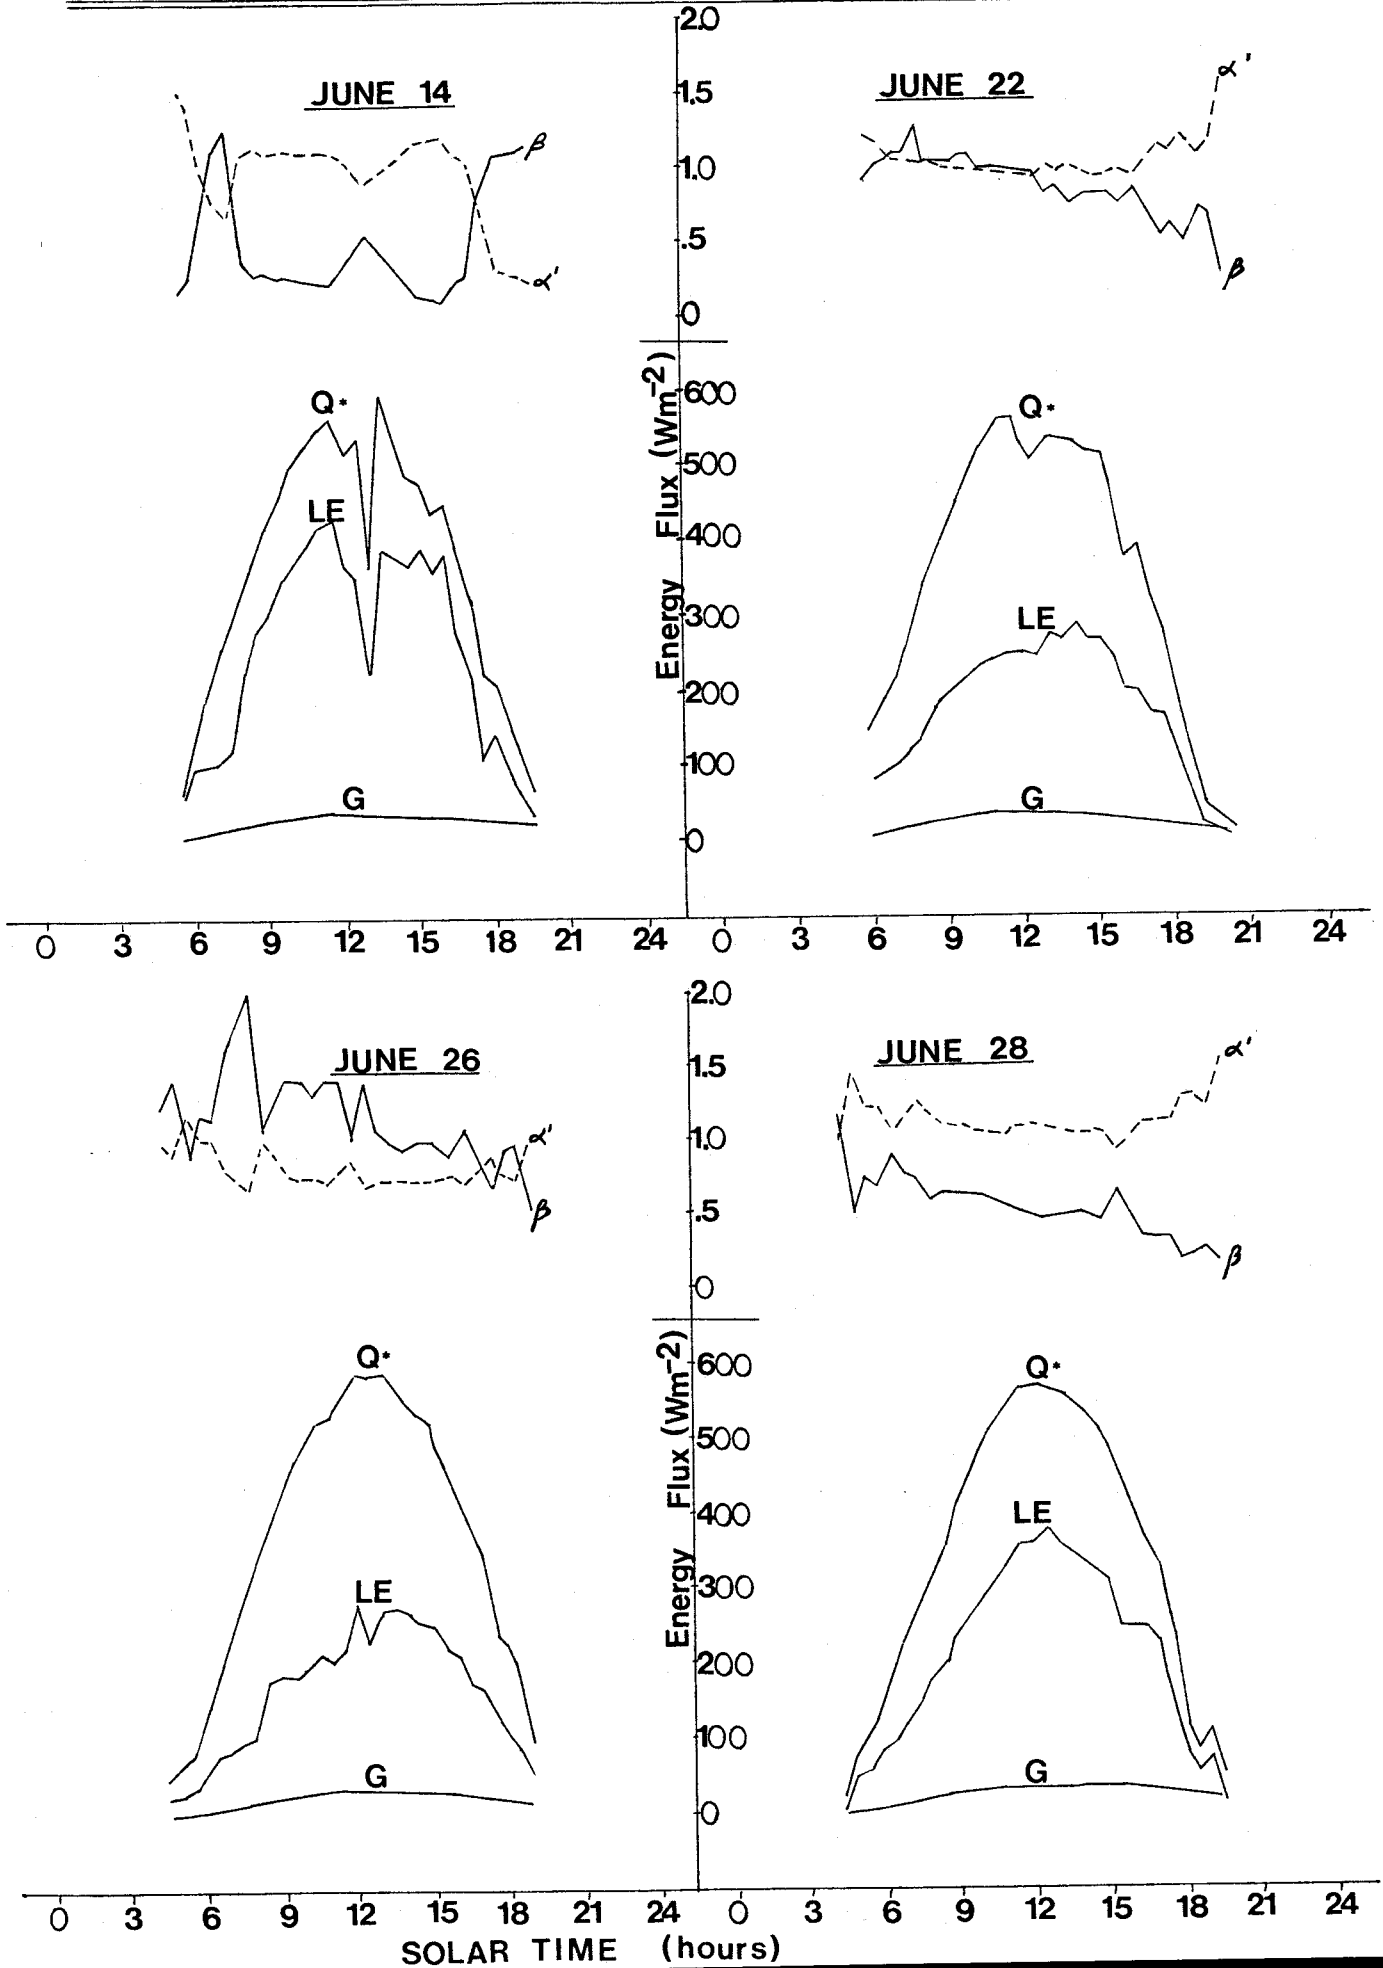 2.0
JUNE 14
1.5
JUNE 22
α'
β
1.0
.5
α'
β
0
Energy Flux (Wm⁻²)
600
Q*
Q*
500
LE
400
300
LE
200
100
G
G
0
0 3 6 9 12 15 18 21 24 0 3 6 9 12 15 18 21 24
2.0
JUNE 26
1.5
JUNE 28
α'
α'
1.0
β
.5
β
0
Energy Flux (Wm⁻²)
Q*
600
Q*
500
LE
400
LE
300
200
100
G
G
0
0 3 6 9 12 15 18 21 24 0 3 6 9 12 15 18 21 24
SOLAR TIME (hours)